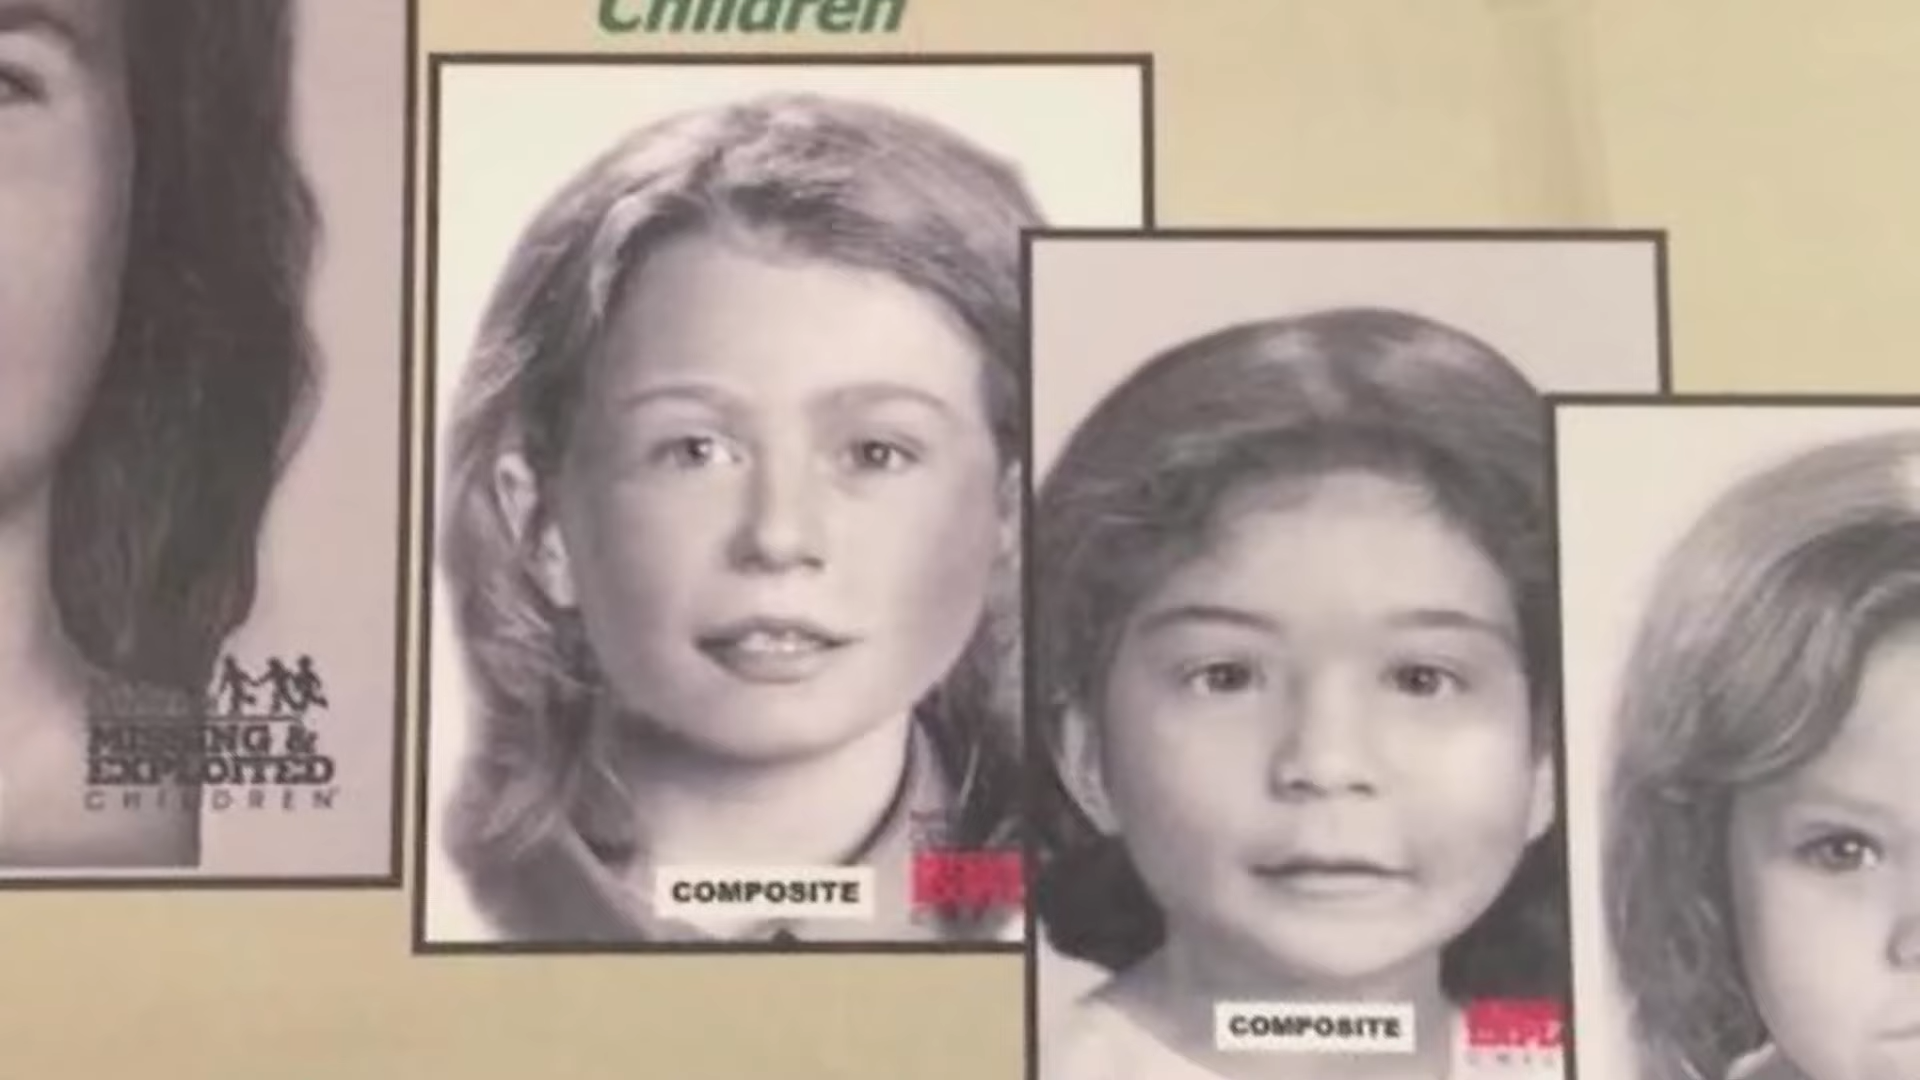 Children
MISSING &
EXPLOITED
CHILDREN
COMPOSITE
COMPOSITE